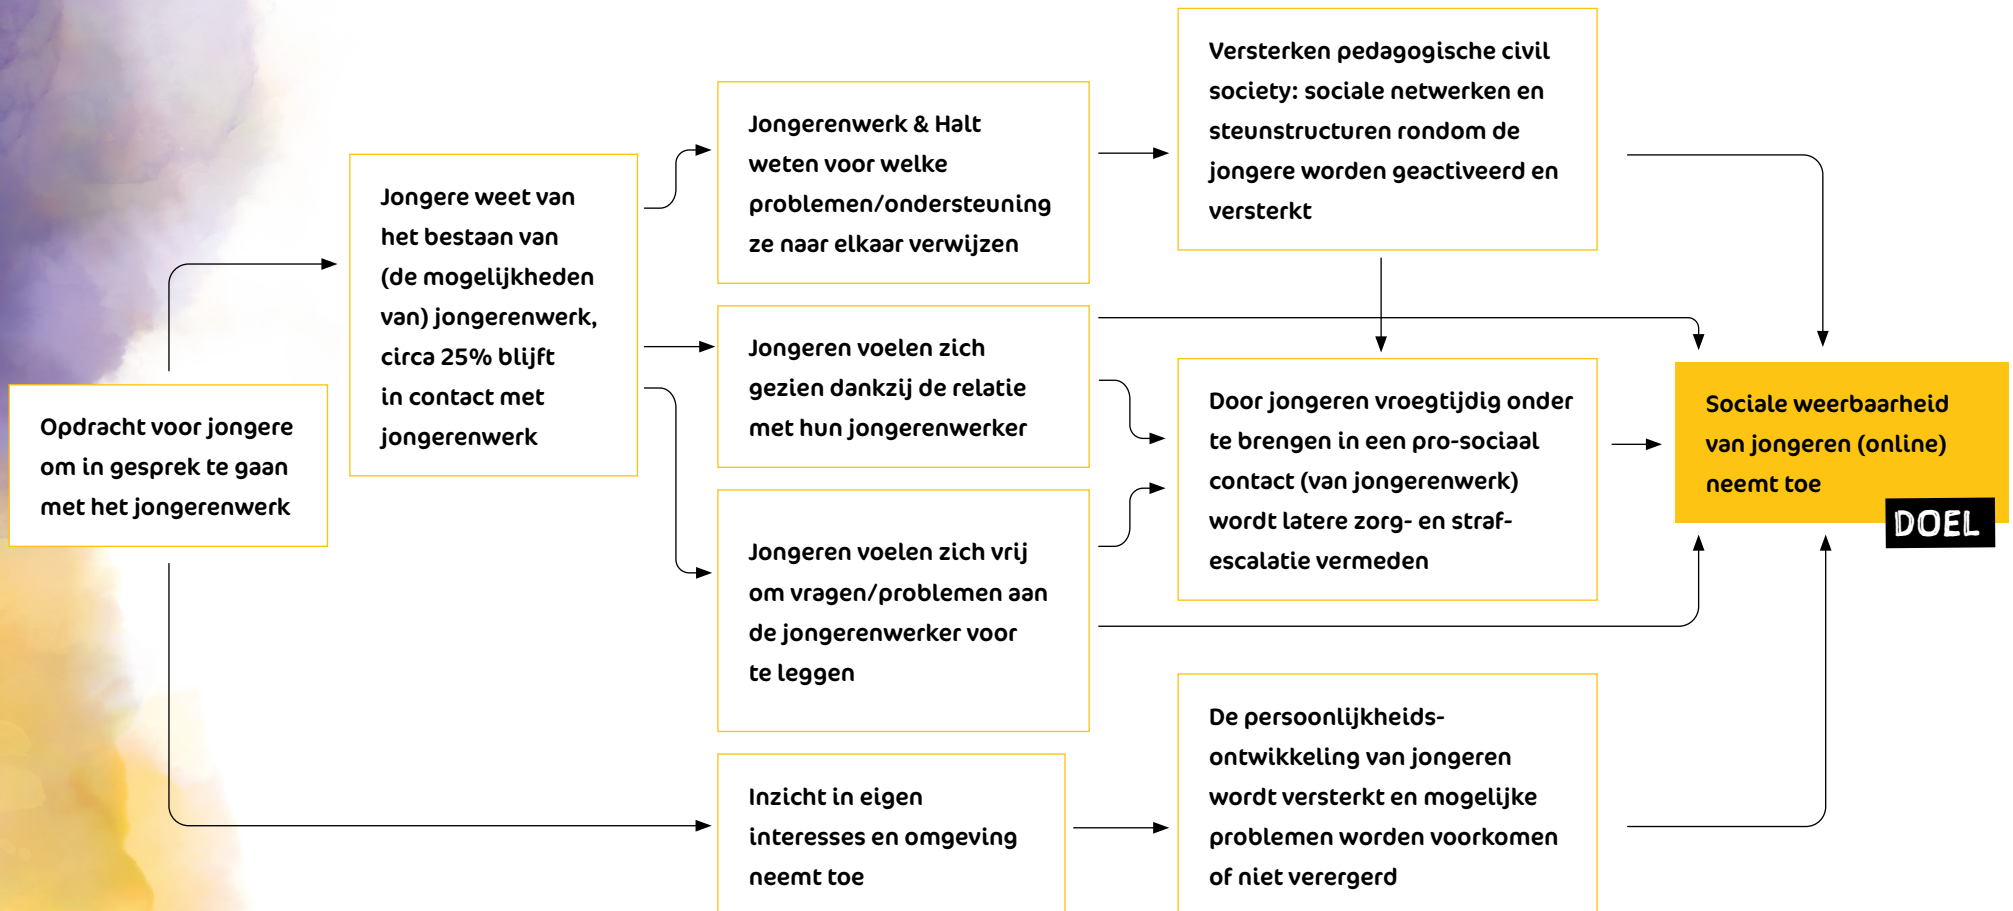 Opdracht voor jongere
om in gesprek te gaan
met het jongerenwerk
Jongere weet van
het bestaan van
(de mogelijkheden
van) jongerenwerk,
circa 25% blijft
in contact met
jongerenwerk
Jongerenwerk & Halt
weten voor welke
problemen/ondersteuning
ze naar elkaar verwijzen
Jongeren voelen zich
gezien dankzij de relatie
met hun jongerenwerker
Jongeren voelen zich vrij
om vragen/problemen aan
de jongerenwerker voor
te leggen
Inzicht in eigen
interesses en omgeving
neemt toe
Versterken pedagogische civil
society: sociale netwerken en
steunstructuren rondom de
jongere worden geactiveerd en
versterkt
Door jongeren vroegtijdig onder
te brengen in een pro-sociaal
contact (van jongerenwerk)
wordt latere zorg- en straf-
escalatie vermeden
De persoonlijkheids-
ontwikkeling van jongeren
wordt versterkt en mogelijke
problemen worden voorkomen
of niet verergerd
Sociale weerbaarheid
van jongeren (online)
neemt toe
DOEL